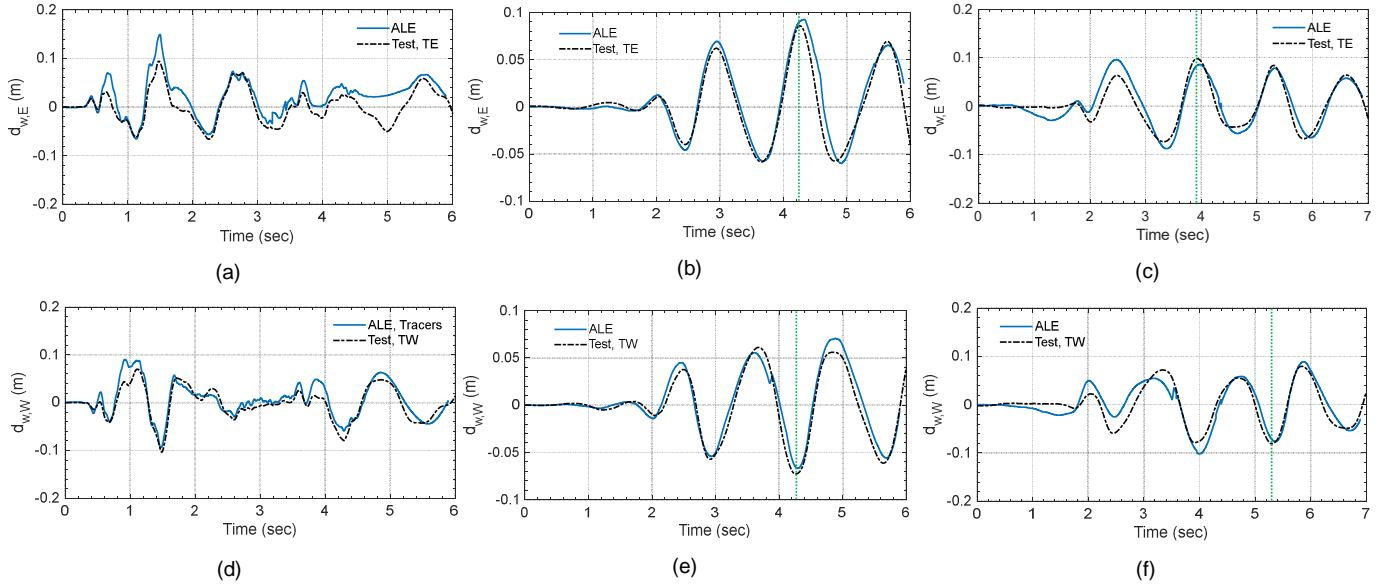 0.2
0.1
0
-0.1
-0.2
d_w,E (m)
ALE
Test, TE
0 1 2 3 4 5 6
Time (sec)
(a)
0.1
0.05
0
-0.05
0.1
d_w,E (m)
ALE
Test, TE
0 1 2 3 4 5 6
Time (sec)
(b)
0.2
0.1
0
-0.1
-0.2
d_w,E (m)
ALE
Test, TE
0 1 2 3 4 5 6 7
Time (sec)
(c)
0.2
0.1
0
-0.1
-0.2
d_w,W (m)
ALE, Tracers
Test, TW
0 1 2 3 4 5 6
Time (sec)
(d)
0.1
0.05
0
-0.05
-0.1
d_w,W (m)
ALE
Test, TW
0 1 2 3 4 5 6
Time (sec)
(e)
0.2
0.1
0
-0.1
-0.2
d_w,W (m)
ALE
Test, TW
0 1 2 3 4 5 6 7
Time (sec)
(f)